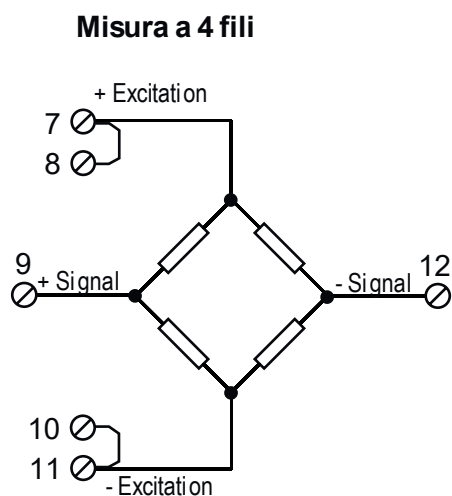 Misura a 4 fili
+ Excitation
7
8
9
+ Signal
- Signal
12
10
11
- Excitation